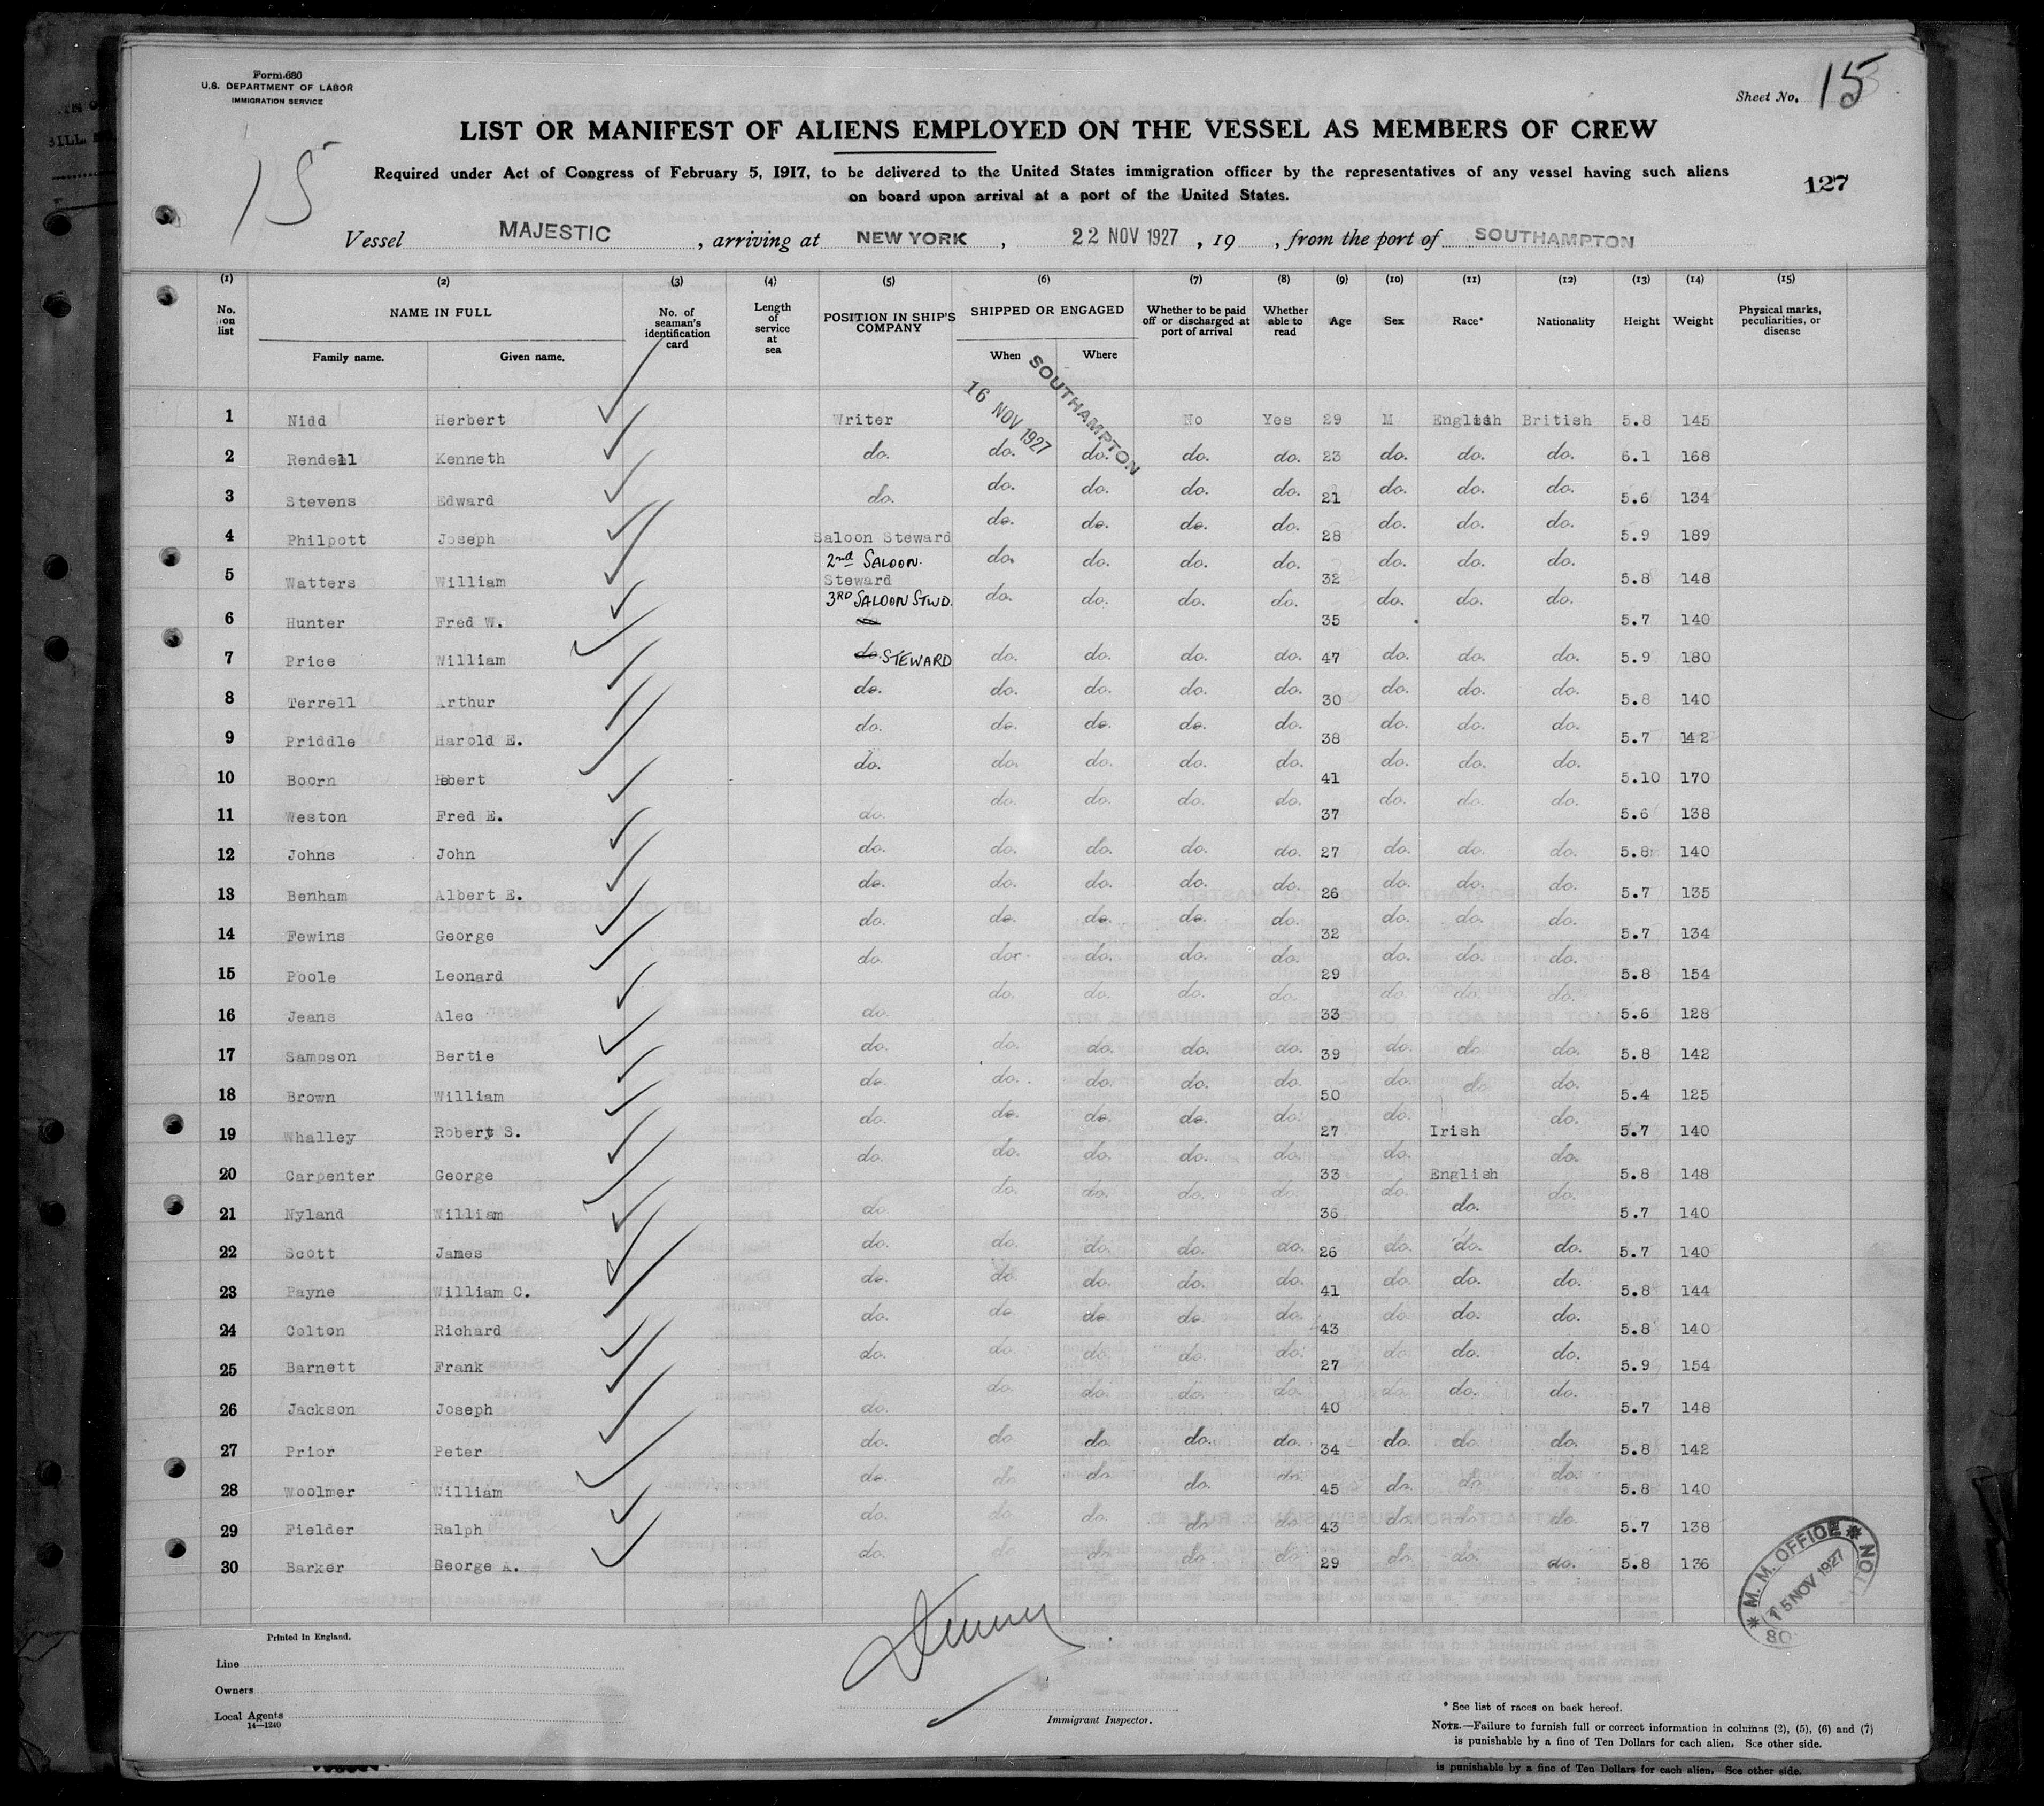 Form 680
U.S. DEPARTMENT OF LABOR
IMMIGRATION SERVICE
Sheet No. 15
15
LIST OR MANIFEST OF ALIENS EMPLOYED ON THE VESSEL AS MEMBERS OF CREW
Required under Act of Congress of February 5, 1917, to be delivered to the United States immigration officer by the representatives of any vessel having such aliens
on board upon arrival at a port of the United States.
127
Vessel MAJESTIC, arriving at NEW YORK, 22 NOV 1927, 19 , from the port of SOUTHAMPTON
(1) (2) (3) (4) (5) (6) (7) (8) (9) (10) (11) (12) (13) (14) (15)
No. on list NAME IN FULL Family name. Given name. No. of seaman's identification card Length of service at sea POSITION IN SHIP'S COMPANY SHIPPED OR ENGAGED When Where Whether to be paid off or discharged at port of arrival Whether able to read Age Sex Race* Nationality Height Weight Physical marks, peculiarities, or disease
16 NOV 1927 SOUTHAMPTON
1 Nidd Herbert Writer No Yes 29 M English British 5.8 145
2 Rendell Kenneth do. do. do. do. do. 23 do. do. do. 6.1 168
3 Stevens Edward do. do. do. do. do. 21 do. do. do. 5.6 134
4 Philpott Joseph Saloon Steward do. do. do. do. 28 do. do. do. 5.9 189
5 Watters William 2nd SALOON. Steward do. do. do. do. 32 do. do. do. 5.8 148
6 Hunter Fred W. 3RD SALOON STWD. do. do. do. do. 35 do. do. do. 5.7 140
7 Price William do. STEWARD do. do. do. do. 47 do. do. do. 5.9 180
8 Terrell Arthur do. do. do. do. do. 30 do. do. do. 5.8 140
9 Priddle Harold E. do. do. do. do. do. 38 do. do. do. 5.7 142
10 Boorn do. do. do. do. do. 41 do. do. do. 5.10 170
11 Weston Fred E. do. do. do. do. do. 37 do. do. do. 5.6 138
12 Johns John do. do. do. do. do. 27 do. do. do. 5.8 140
13 Benham Albert E. do. do. do. do. do. 26 do. do. do. 5.7 135
14 Fewins George do. do. do. do. do. 32 do. do. do. 5.7 134
15 Poole Leonard do. do. do. do. do. 29 do. do. do. 5.8 154
16 Jeans Alec do. do. do. do. do. 33 do. do. do. 5.6 128
17 Sampson Bertie do. do. do. do. do. 39 do. do. do. 5.8 142
18 Brown William do. do. do. do. do. 50 do. do do. 5.4 125
19 Whalley Robert S. do. do. do. do. do. 27 do. Irish do. 5.7 140
20 Carpenter George do. do. do. do. do. 33 do. English do. 5.8 148
21 Nyland William do. do. do. do. do. 36 do. do. do. 5.7 140
22 Scott James do. do. do. do. do. 26 do. do. do. 5.7 140
23 Payne William C. do. do. do. do. do. 41 do. do. do. 5.8 144
24 Colton Richard do. do. do. do. do. 43 do. do. do. 5.8 140
25 Barnett Frank do. do. do. do. do. 27 do. do. do. 5.9 154
26 Jackson Joseph do. do. do. do. do. 40 do. do. do. 5.7 148
27 Prior Peter do. do. do. do. do. 34 do. do. do. 5.8 142
28 Woolmer William do. do. do. do. do. 45 do. do. do. 5.8 140
29 Fielder Ralph do. do. do. do. do. 43 do. do. do. 5.7 138
30 Barker George A. do. do. do. do. do. 29 do. do. do. 5.8 136
* M. M. OFFICE * 15 NOV 1927
Printed in England.
Line
Owners
Local Agents
14—1240
Immigrant Inspector.
* See list of races on back hereof.
NOTE.—Failure to furnish full or correct information in columns (2), (5), (6) and (7)
is punishable by a fine of Ten Dollars for each alien. See other side.
is punishable by a fine of Ten Dollars for each alien. See other side.